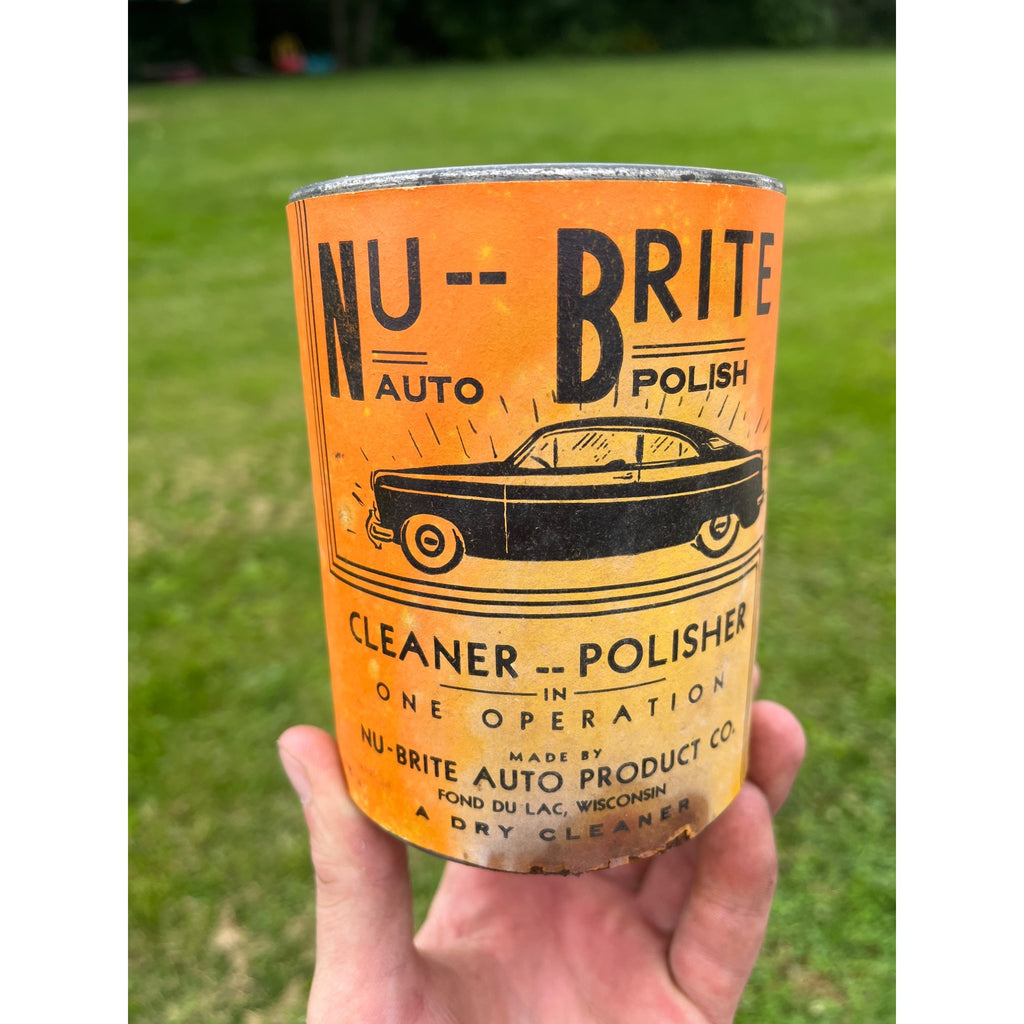 NU-- BRITE
AUTO POLISH
CLEANER -- POLISHER
IN
ONE OPERATION
MADE BY
NU-BRITE AUTO PRODUCT CO.
FOND DU LAC, WISCONSIN
A DRY CLEANER